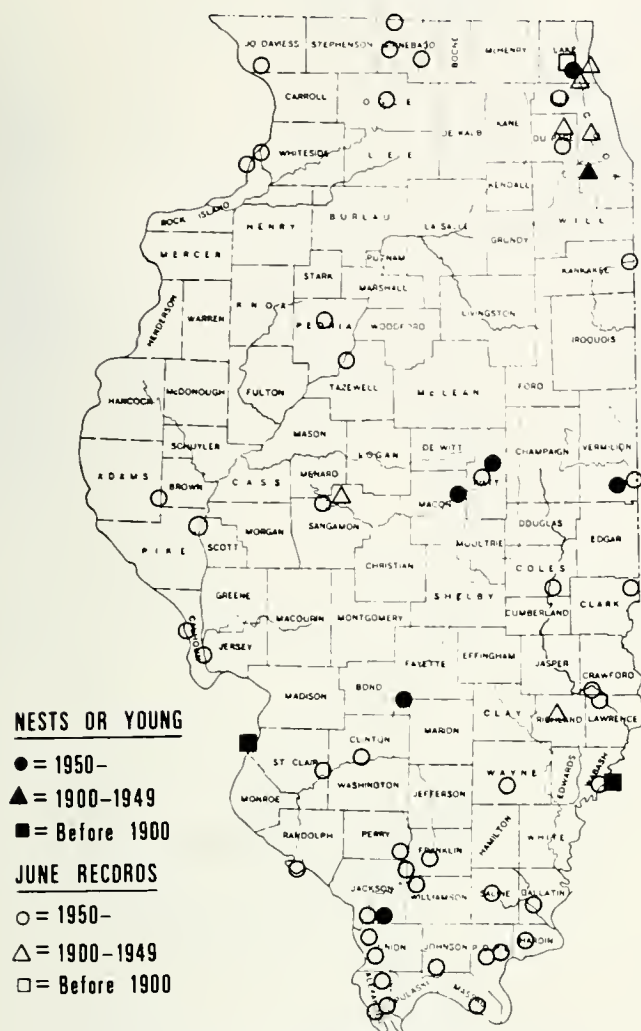 JO DAVIESS STEPHENSON WINNEBAGO BOONE McHENRY LAKE
CARROLL OGLE DE KALB KANE COOK DU PAGE
WHITESIDE LEE KENDALL
ROCK ISLAND HENRY BUREAU LA SALLE GRUNDY WILL
MERCER STARK PUTNAM MARSHALL KANKAKEE
HENDERSON WARREN KNOX PEORIA WOODFORD LIVINGSTON IROQUOIS
HANCOCK McDONOUGH FULTON TAZEWELL McLEAN FORD
SCHUYLER MASON LOGAN DE WITT CHAMPAIGN VERMILION
ADAMS BROWN CASS MENARD MACON PIATT
PIKE SCOTT MORGAN SANGAMON CHRISTIAN MOULTRIE DOUGLAS EDGAR
GREENE MACOUPIN MONTGOMERY SHELBY COLES CUMBERLAND CLARK
CALHOUN JERSEY FAYETTE EFFINGHAM JASPER CRAWFORD
MADISON BOND MARION CLAY RICHLAND LAWRENCE
ST CLAIR CLINTON WASHINGTON JEFFERSON WAYNE EDWARDS WABASH
MONROE RANDOLPH PERRY FRANKLIN HAMILTON WHITE
JACKSON WILLIAMSON SALINE GALLATIN
UNION JOHNSON POPE HARDIN
ALEXANDER PULASKI MASSAC
NESTS OR YOUNG
● = 1950-
▲ = 1900-1949
■ = Before 1900
JUNE RECORDS
○ = 1950-
△ = 1900-1949
□ = Before 1900